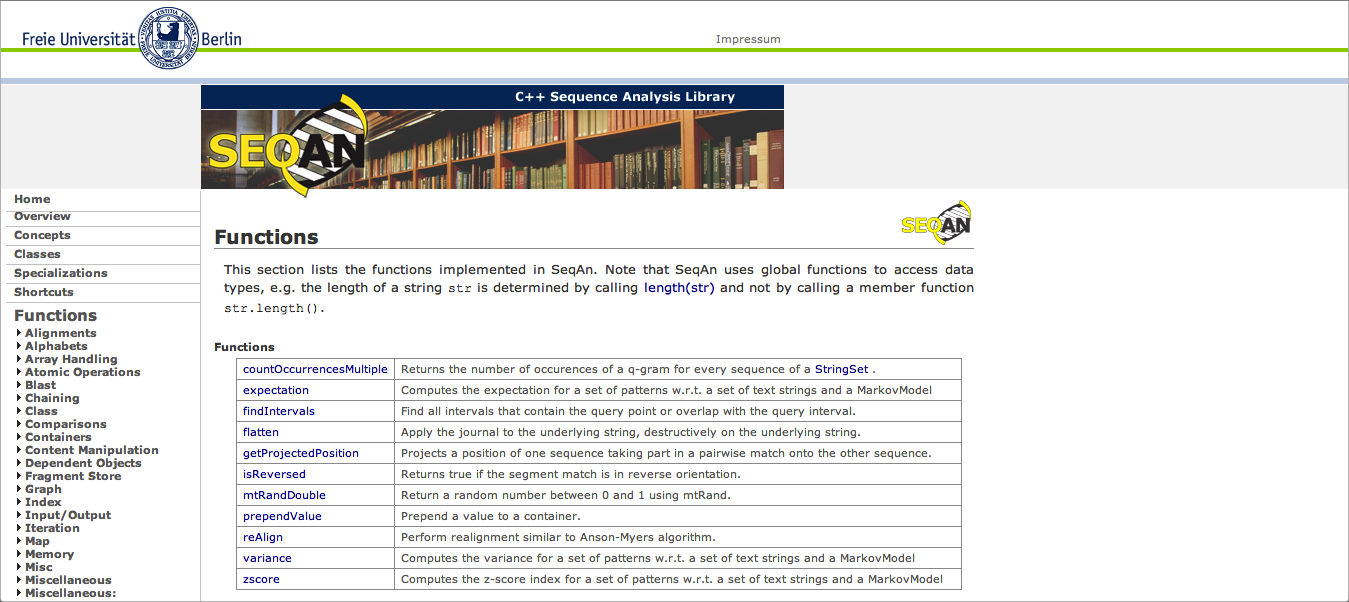 Freie Universität Berlin
Impressum
C++ Sequence Analysis Library
SEQAN
Home
Overview
Concepts
Classes
Specializations
Shortcuts
Functions
Alignments
Alphabets
Array Handling
Atomic Operations
Blast
Chaining
Class
Comparisons
Containers
Content Manipulation
Dependent Objects
Fragment Store
Graph
Index
Input/Output
Iteration
Map
Memory
Misc
Miscellaneous
Miscellaneous:
SEQAN
Functions
This section lists the functions implemented in SeqAn. Note that SeqAn uses global functions to access data
types, e.g. the length of a string str is determined by calling length(str) and not by calling a member function
str.length().
Functions
countOccurrencesMultiple Returns the number of occurences of a q-gram for every sequence of a StringSet .
expectation Computes the expectation for a set of patterns w.r.t. a set of text strings and a MarkovModel
findIntervals Find all intervals that contain the query point or overlap with the query interval.
flatten Apply the journal to the underlying string, destructively on the underlying string.
getProjectedPosition Projects a position of one sequence taking part in a pairwise match onto the other sequence.
isReversed Returns true if the segment match is in reverse orientation.
mtRandDouble Return a random number between 0 and 1 using mtRand.
prependValue Prepend a value to a container.
reAlign Perform realignment similar to Anson-Myers algorithm.
variance Computes the variance for a set of patterns w.r.t. a set of text strings and a MarkovModel
zscore Computes the z-score index for a set of patterns w.r.t. a set of text strings and a MarkovModel